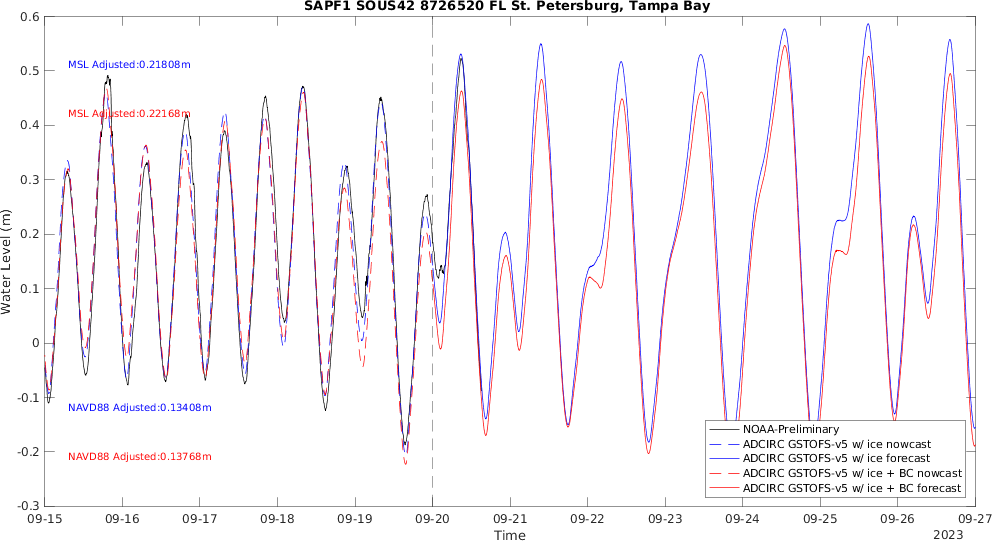 SAPF1 SOUS42 8726520 FL St. Petersburg, Tampa Bay
0.6
0.5
0.4
0.3
0.2
0.1
0
-0.1
-0.2
-0.3
Water Level (m)
MSL Adjusted:0.21808m
MSL Adjusted:0.22168m
NAVD88 Adjusted:0.13408m
NAVD88 Adjusted:0.13768m
NOAA-Preliminary
ADCIRC GSTOFS-v5 w/ ice nowcast
ADCIRC GSTOFS-v5 w/ ice forecast
ADCIRC GSTOFS-v5 w/ ice + BC nowcast
ADCIRC GSTOFS-v5 w/ ice + BC forecast
09-15 09-16 09-17 09-18 09-19 09-20 09-21 09-22 09-23 09-24 09-25 09-26 09-27
Time
2023